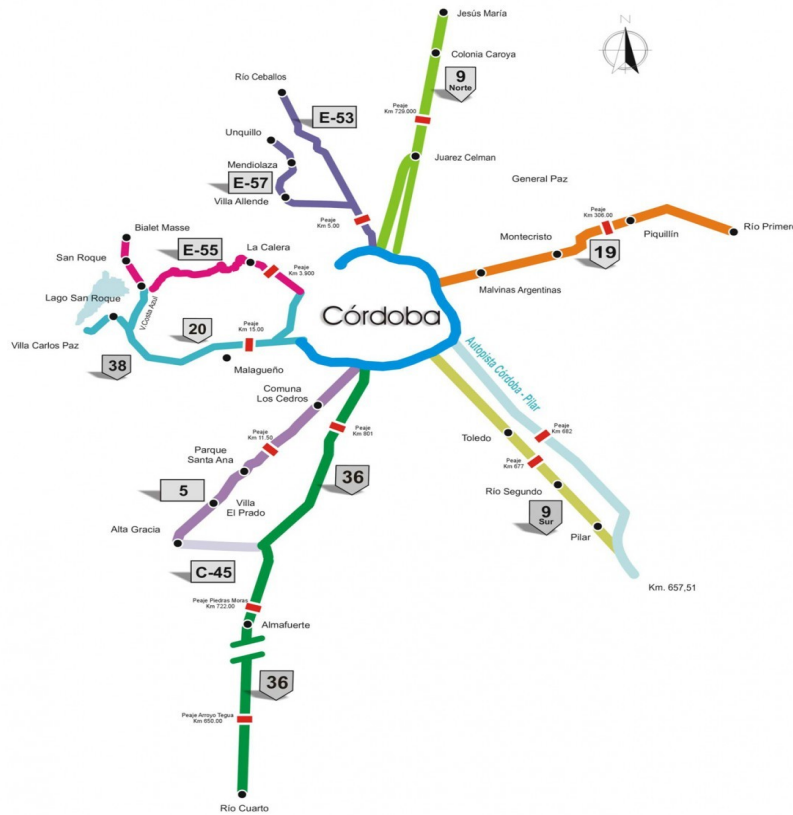 Jesús María
N
Colonia Caroya
Río Ceballos
9
Norte
E-53
Peaje
Km 729.000
Unquillo
Juarez Celman
Mendiolaza
General Paz
E-57
Villa Allende
Peaje
Km 5.00
Peaje
Km 306.00
Piquillín
Río Primero
Bialet Masse
Montecristo
19
E-55
La Calera
San Roque
Peaje
Km 3.900
Malvinas Argentinas
Lago San Roque
V.Costa Azul
Córdoba
20
Peaje
Km 15.00
Villa Carlos Paz
38
Malagueño
Autopista Córdoba - Pilar
Comuna
Los Cedros
Peaje
Km 11.50
Peaje
Km 801
Toledo
Peaje
Km 682
Parque
Santa Ana
Peaje
Km 677
36
5
Villa
El Prado
Río Segundo
9
Sur
Alta Gracia
Pilar
C-45
Km. 657,51
Peaje Piedras Moras
Km 722.00
Almafuerte
36
Peaje Arroyo Tegua
Km 650.00
Río Cuarto